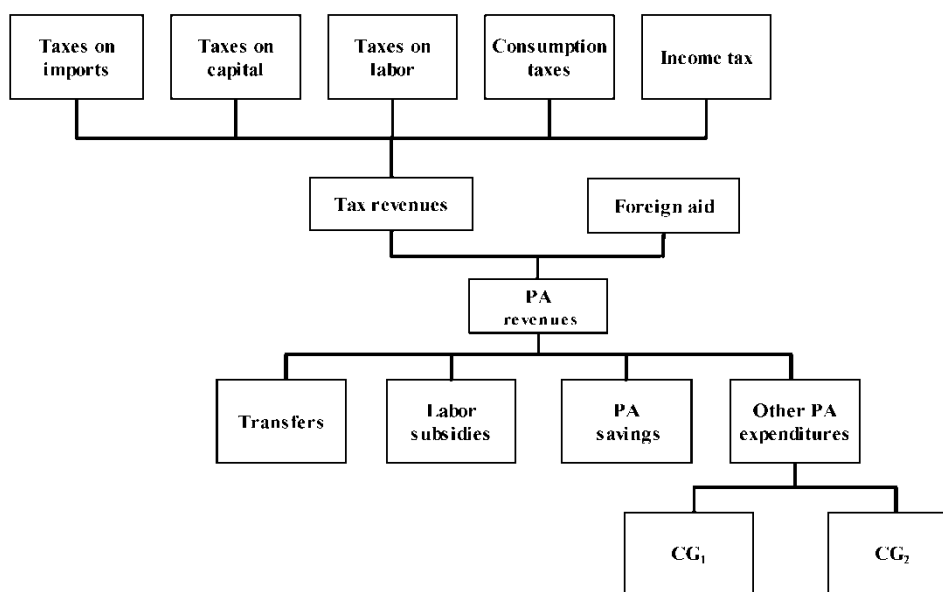 Taxes on
imports
Taxes on
capital
Taxes on
labor
Consumption
taxes
Income tax
Tax revenues
Foreign aid
PA
revenues
Transfers
Labor
subsidies
PA
savings
Other PA
expenditures
CG₁
CG₂